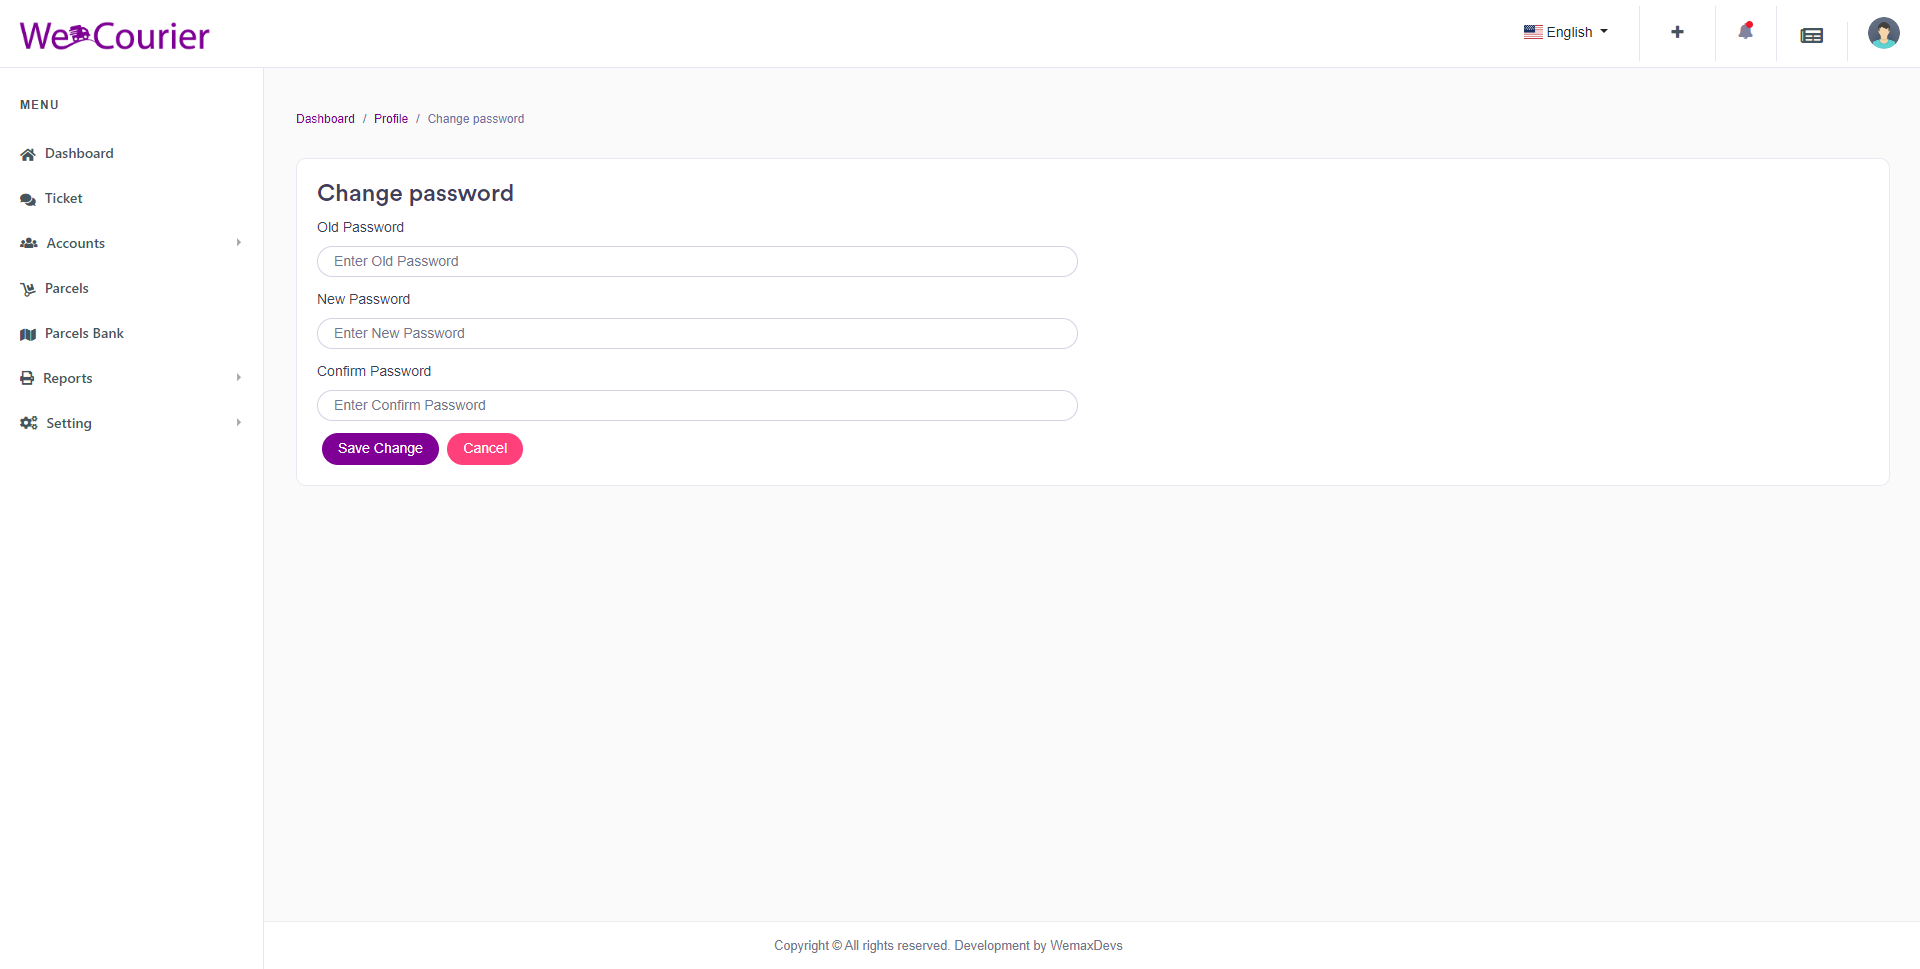 We Courier
English
MENU
Dashboard
Ticket
Accounts
Parcels
Parcels Bank
Reports
Setting
Dashboard / Profile / Change password
Change password
Old Password
Enter Old Password
New Password
Enter New Password
Confirm Password
Enter Confirm Password
Save Change Cancel
Copyright © All rights reserved. Development by WemaxDevs